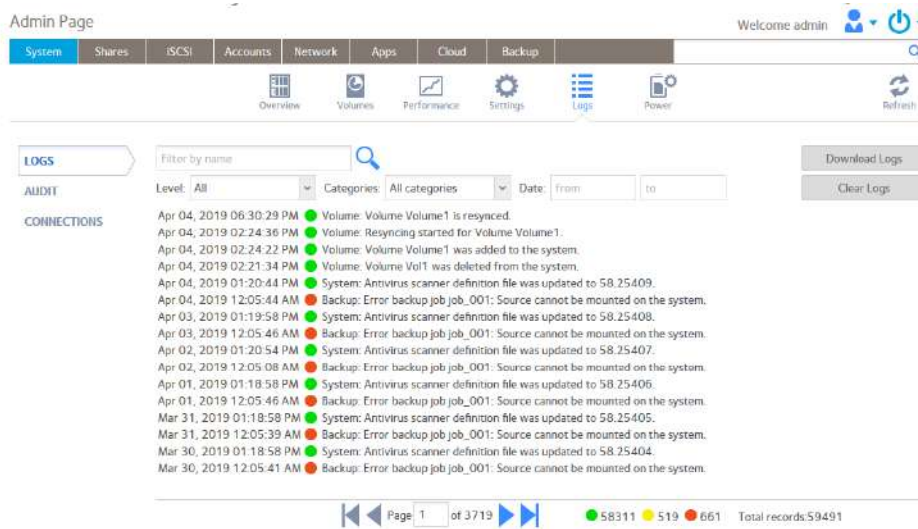 Admin Page
Welcome admin
System Shares iSCSI Accounts Network Apps Cloud Backup
Overview Volumes Performance Settings Logs Power Refresh
LOGS
AUDIT
CONNECTIONS
Filter by name
Download Logs
Level: All Categories: All categories Date: from to
Clear Logs
Apr 04, 2019 06:30:29 PM Volume: Volume Volume1 is resynced.
Apr 04, 2019 02:24:36 PM Volume: Resyncing started for Volume Volume1.
Apr 04, 2019 02:24:22 PM Volume: Volume Volume1 was added to the system.
Apr 04, 2019 02:21:34 PM Volume: Volume Vol1 was deleted from the system.
Apr 04, 2019 01:20:44 PM System: Antivirus scanner definition file was updated to 58.25409.
Apr 04, 2019 12:05:44 AM Backup: Error backup job job_001: Source cannot be mounted on the system.
Apr 03, 2019 01:19:58 PM System: Antivirus scanner definition file was updated to 58.25408.
Apr 03, 2019 12:05:46 AM Backup: Error backup job job_001: Source cannot be mounted on the system.
Apr 02, 2019 01:20:54 PM System: Antivirus scanner definition file was updated to 58.25407.
Apr 02, 2019 12:05:08 AM Backup: Error backup job job_001: Source cannot be mounted on the system.
Apr 01, 2019 01:18:58 PM System: Antivirus scanner definition file was updated to 58.25406.
Apr 01, 2019 12:05:46 AM Backup: Error backup job job_001: Source cannot be mounted on the system.
Mar 31, 2019 01:18:58 PM System: Antivirus scanner definition file was updated to 58.25405.
Mar 31, 2019 12:05:39 AM Backup: Error backup job job_001: Source cannot be mounted on the system.
Mar 30, 2019 01:18:58 PM System: Antivirus scanner definition file was updated to 58.25404.
Mar 30, 2019 12:05:41 AM Backup: Error backup job job_001: Source cannot be mounted on the system.
Page 1 of 3719 58311 519 661 Total records:59491